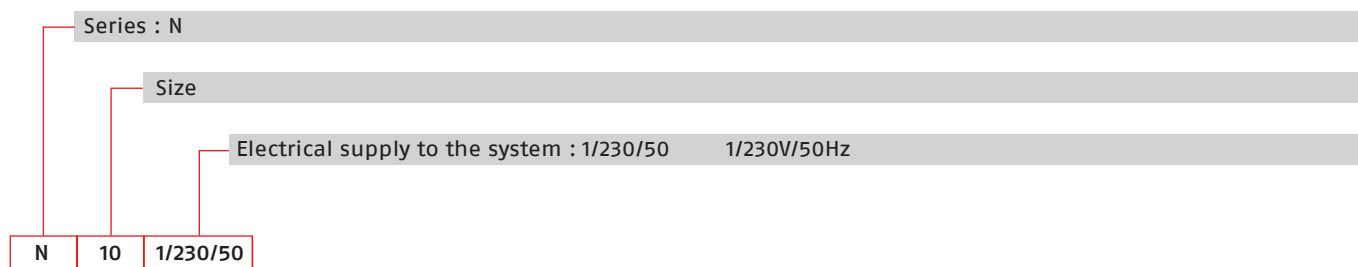 Series : N
Size
Electrical supply to the system : 1/230/50 1/230V/50Hz
N 10 1/230/50